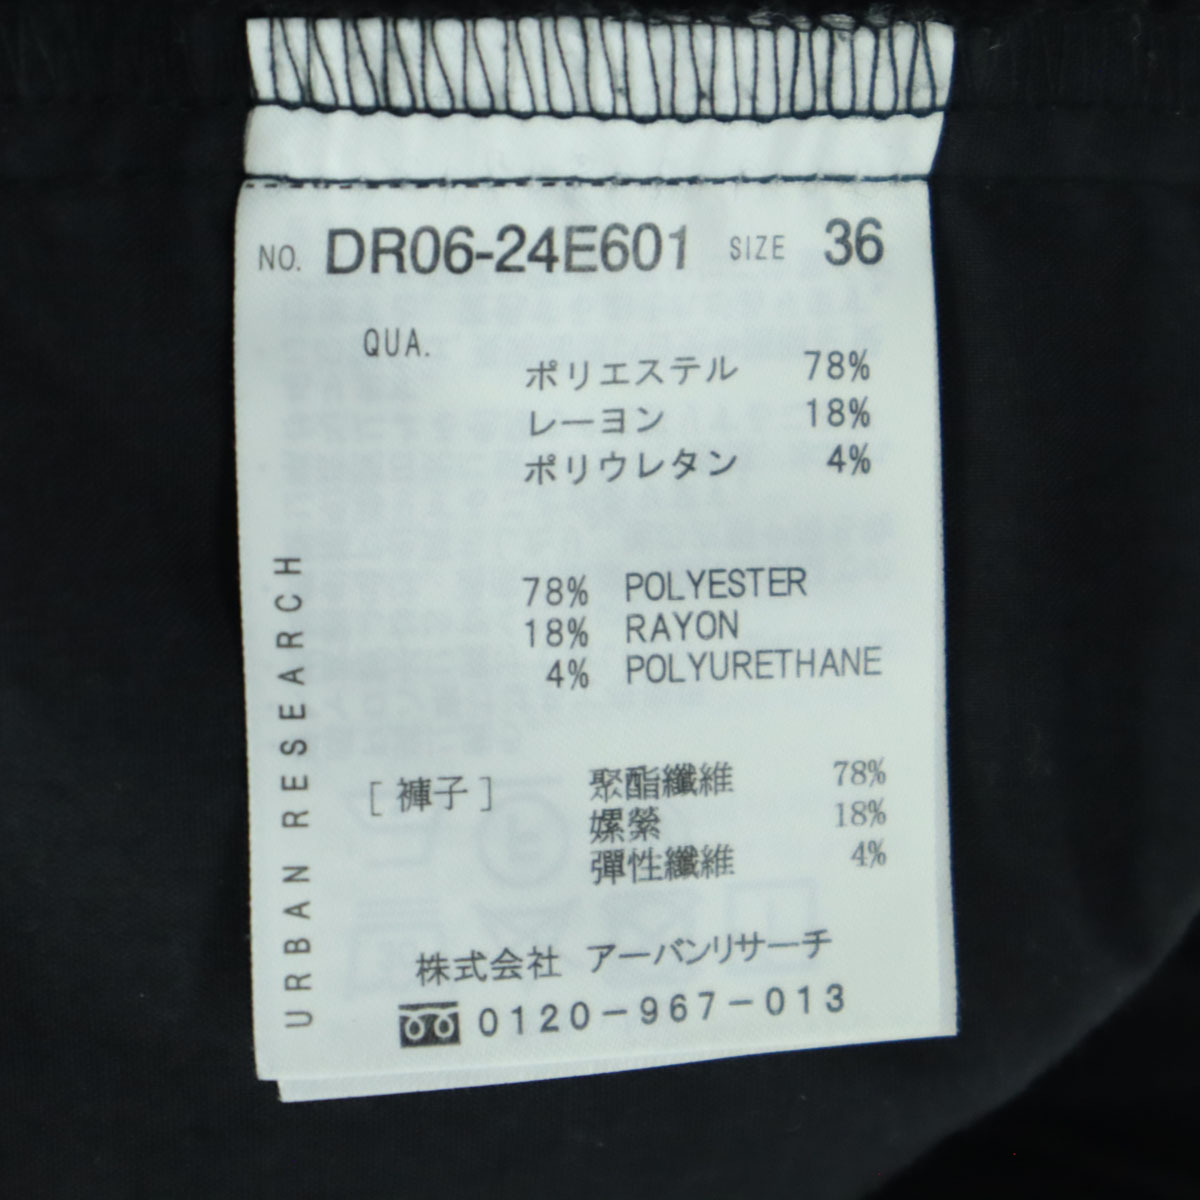 NO. DR06-24E601 SIZE 36
QUA.
ポリエステル 78%
レーヨン 18%
ポリウレタン 4%
78% POLYESTER
18% RAYON
4% POLYURETHANE
[褲子] 聚酯纖維 78%
嫘縈 18%
彈性纖維 4%
株式会社 アーバンリサーチ
0120-967-013
URBAN RESEARCH